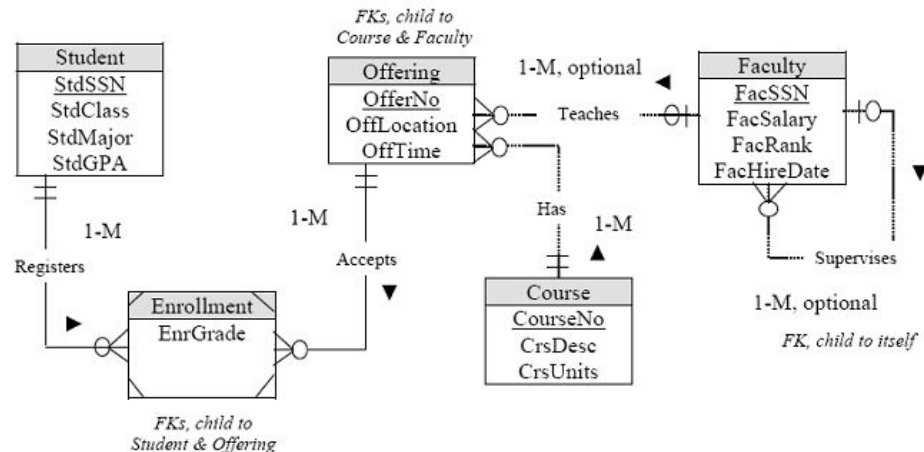 FKs, child to
Course & Faculty
Student
StdSSN
StdClass
StdMajor
StdGPA
Offering
OfferNo
OffLocation
OffTime
1-M, optional
Teaches
Faculty
FacSSN
FacSalary
FacRank
FacHireDate
1-M
Registers
1-M
Accepts
Has
1-M
Supervises
1-M, optional
FK, child to itself
Enrollment
EnrGrade
Course
CourseNo
CrsDesc
CrsUnits
FKs, child to
Student & Offering